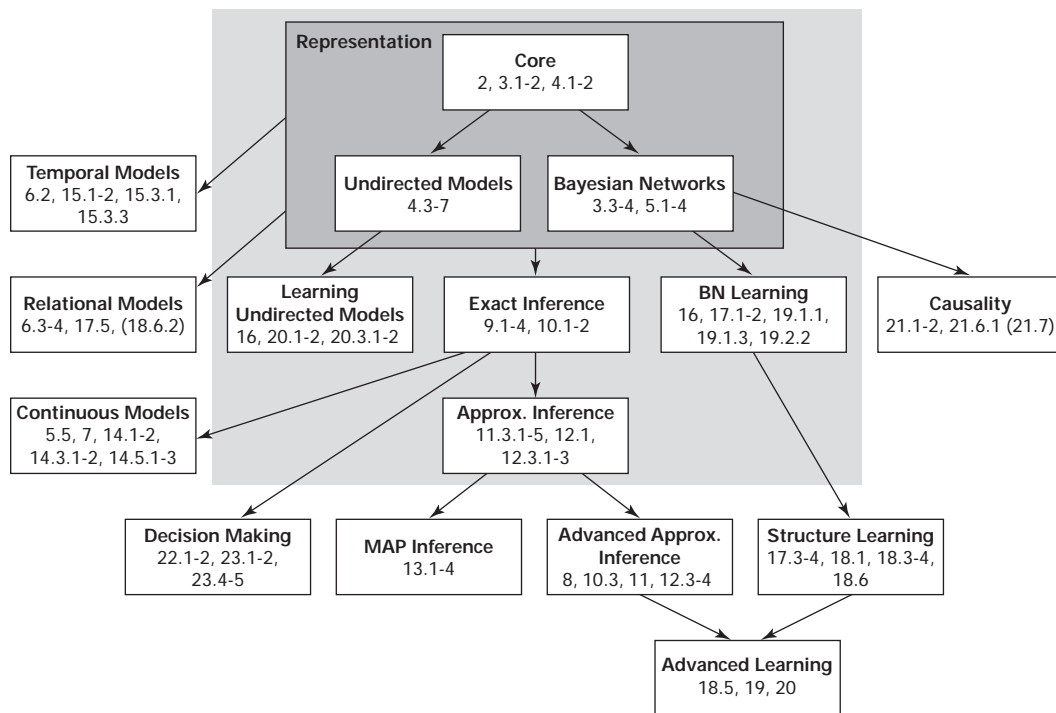 Representation
Core
2, 3.1-2, 4.1-2
Temporal Models
6.2, 15.1-2, 15.3.1,
15.3.3
Undirected Models
4.3-7
Bayesian Networks
3.3-4, 5.1-4
Relational Models
6.3-4, 17.5, (18.6.2)
Learning
Undirected Models
16, 20.1-2, 20.3.1-2
Exact Inference
9.1-4, 10.1-2
BN Learning
16, 17.1-2, 19.1.1,
19.1.3, 19.2.2
Causality
21.1-2, 21.6.1 (21.7)
Continuous Models
5.5, 7, 14.1-2,
14.3.1-2, 14.5.1-3
Approx. Inference
11.3.1-5, 12.1,
12.3.1-3
Decision Making
22.1-2, 23.1-2,
23.4-5
MAP Inference
13.1-4
Advanced Approx.
Inference
8, 10.3, 11, 12.3-4
Structure Learning
17.3-4, 18.1, 18.3-4,
18.6
Advanced Learning
18.5, 19, 20